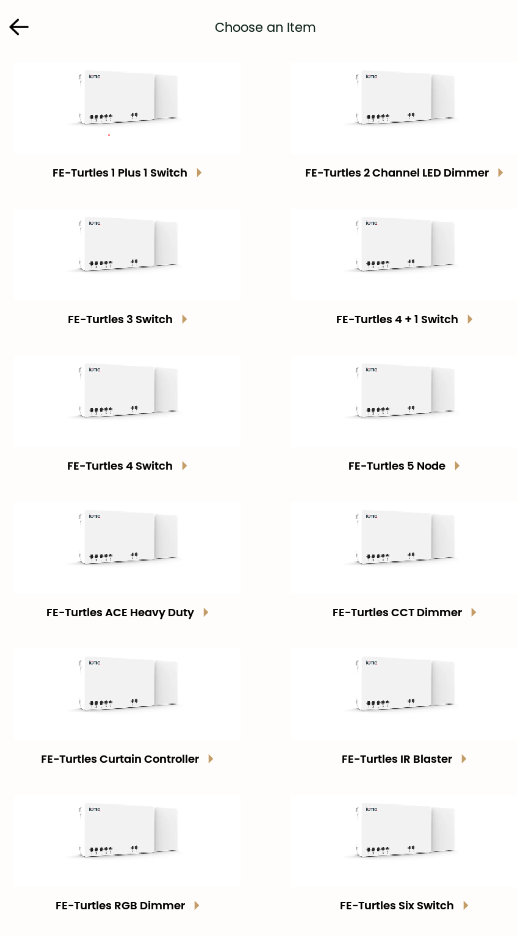 Choose an Item
FE-Turtles 1 Plus 1 Switch
FE-Turtles 2 Channel LED Dimmer
FE-Turtles 3 Switch
FE-Turtles 4 + 1 Switch
FE-Turtles 4 Switch
FE-Turtles 5 Node
FE-Turtles ACE Heavy Duty
FE-Turtles CCT Dimmer
FE-Turtles Curtain Controller
FE-Turtles IR Blaster
FE-Turtles RGB Dimmer
FE-Turtles Six Switch